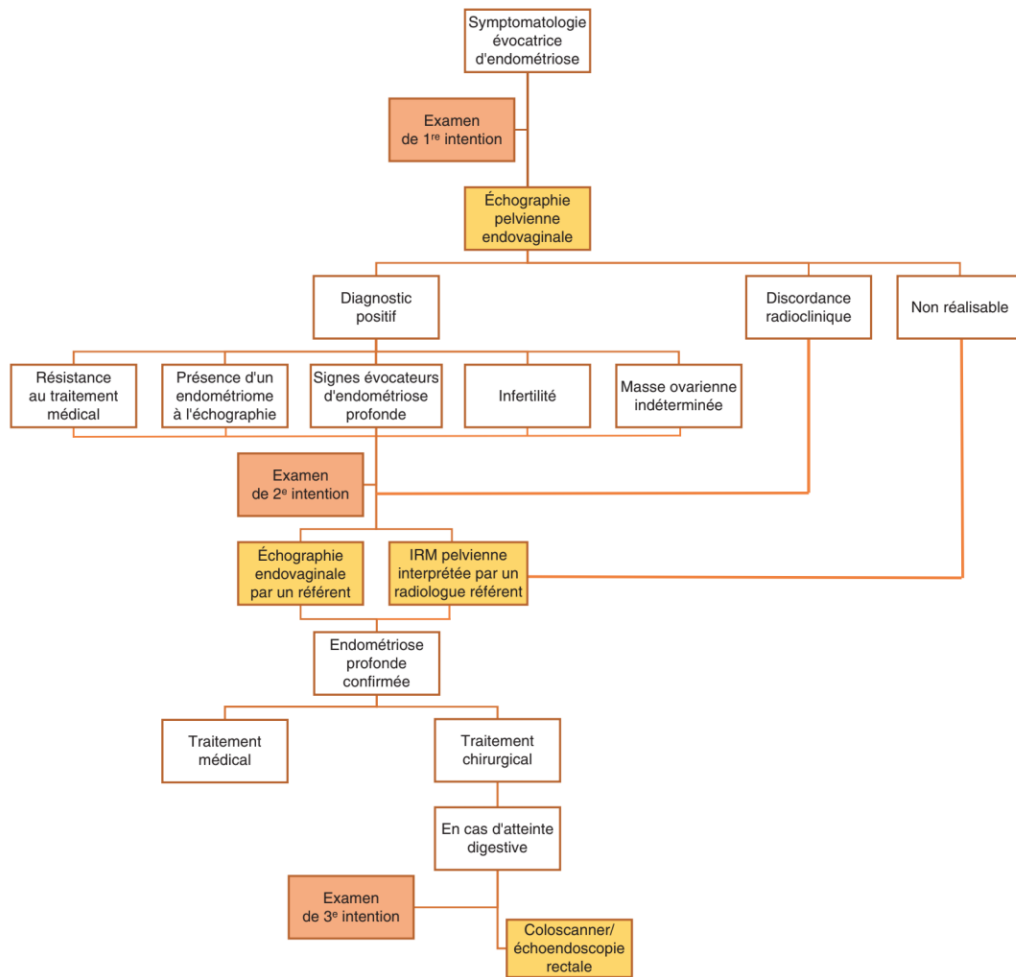 Symptomatologie
évocatrice
d'endométriose
Examen
de 1re intention
Échographie
pelvienne
endovaginale
Diagnostic
positif
Discordance
radioclinique
Non réalisable
Résistance
au traitement
médical
Présence d'un
endométriome
à l'échographie
Signes évocateurs
d'endométriose
profonde
Infertilité
Masse ovarienne
indéterminée
Examen
de 2e intention
Échographie
endovaginale
par un référent
IRM pelvienne
interprétée par un
radiologue référent
Endométriose
profonde
confirmée
Traitement
médical
Traitement
chirurgical
En cas d'atteinte
digestive
Examen
de 3e intention
Coloscanner/
échoendoscopie
rectale